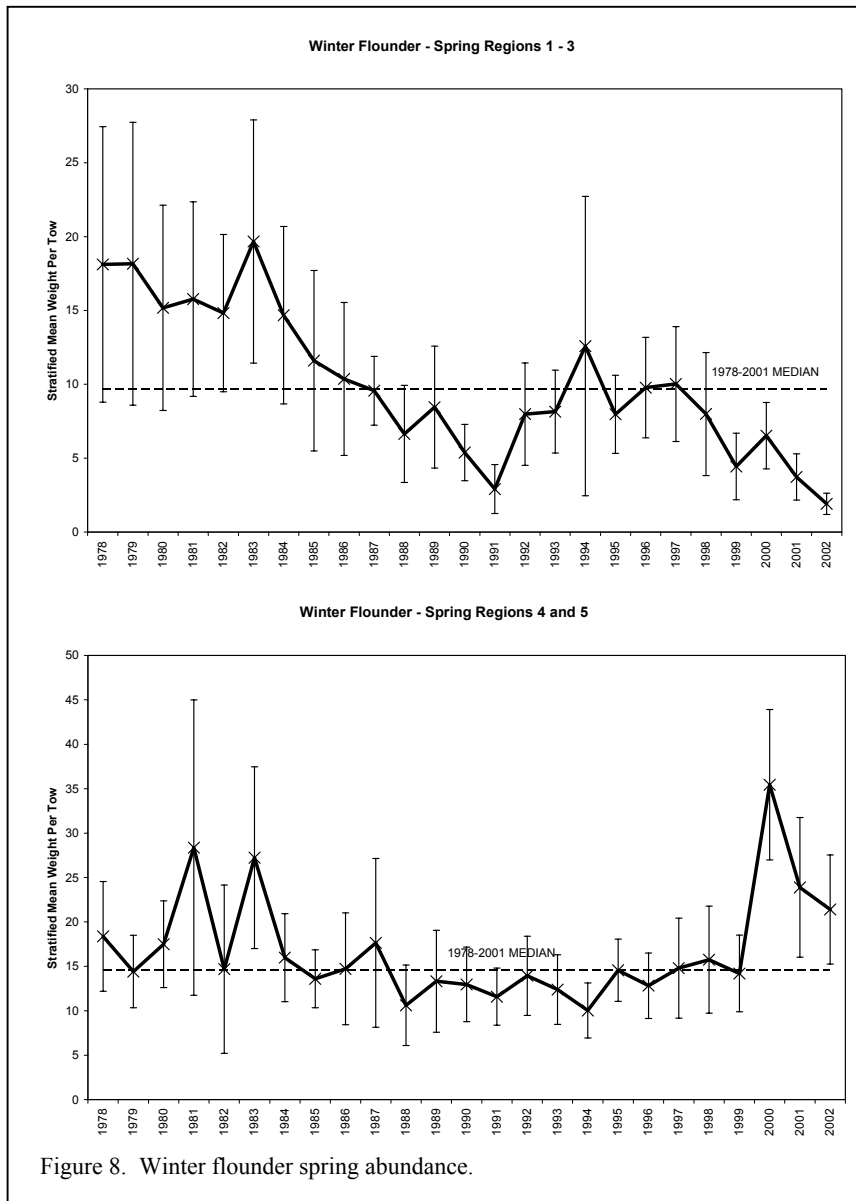 Winter Flounder - Spring Regions 1 - 3
30
25
20
15
10
5
0
Stratified Mean Weight Per Tow
1978-2001 MEDIAN
1978 1979 1980 1981 1982 1983 1984 1985 1986 1987 1988 1989 1990 1991 1992 1993 1994 1995 1996 1997 1998 1999 2000 2001 2002
Winter Flounder - Spring Regions 4 and 5
50
45
40
35
30
25
20
15
10
5
0
Stratified Mean Weight Per Tow
1978-2001 MEDIAN
1978 1979 1980 1981 1982 1983 1984 1985 1986 1987 1988 1989 1990 1991 1992 1993 1994 1995 1996 1997 1998 1999 2000 2001 2002
Figure 8. Winter flounder spring abundance.